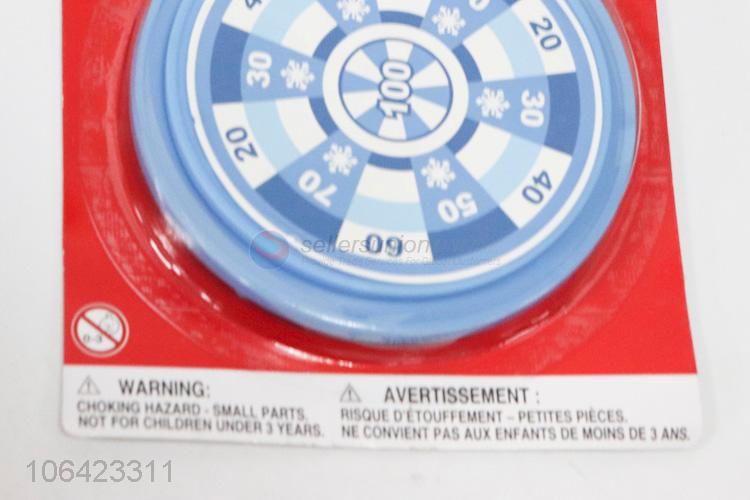 4
20
30
30
100
20
40
70
50
60
sellersunion
0-3
WARNING:
CHOKING HAZARD - SMALL PARTS.
NOT FOR CHILDREN UNDER 3 YEARS.
AVERTISSEMENT :
RISQUE D'ÉTOUFFEMENT – PETITES PIÈCES.
NE CONVIENT PAS AUX ENFANTS DE MOINS DE 3 ANS.
106423311